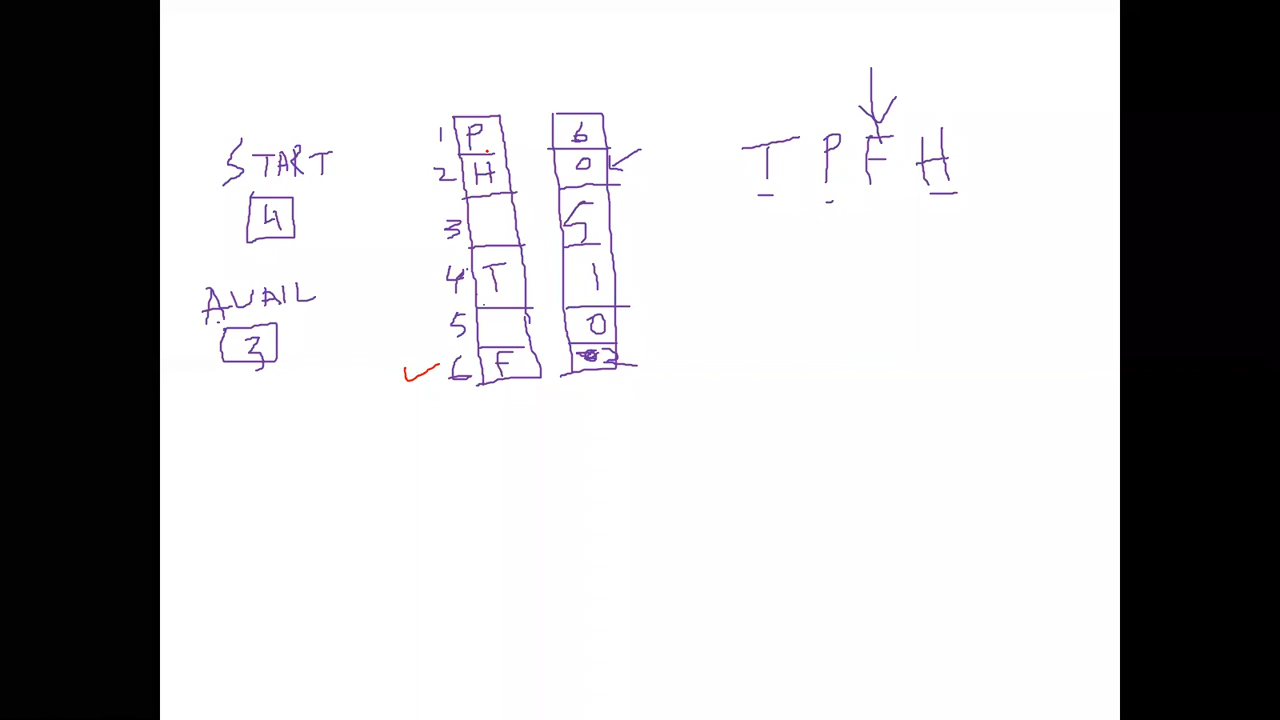 START
4
AVAIL
3
1 P 6
2 H 0
3 5
4 T 1
5 0
6 F
T P F H